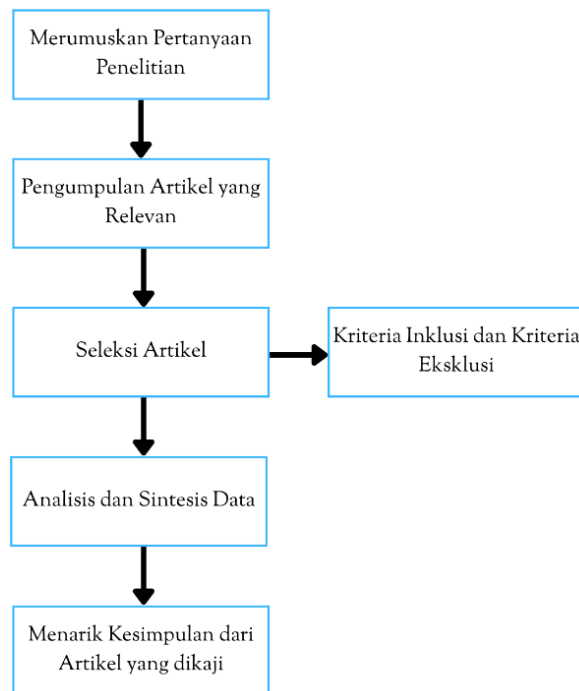 Merumuskan Pertanyaan
Penelitian
Pengumpulan Artikel yang
Relevan
Seleksi Artikel
Kriteria Inklusi dan Kriteria
Eksklusi
Analisis dan Sintesis Data
Menarik Kesimpulan dari
Artikel yang dikaji